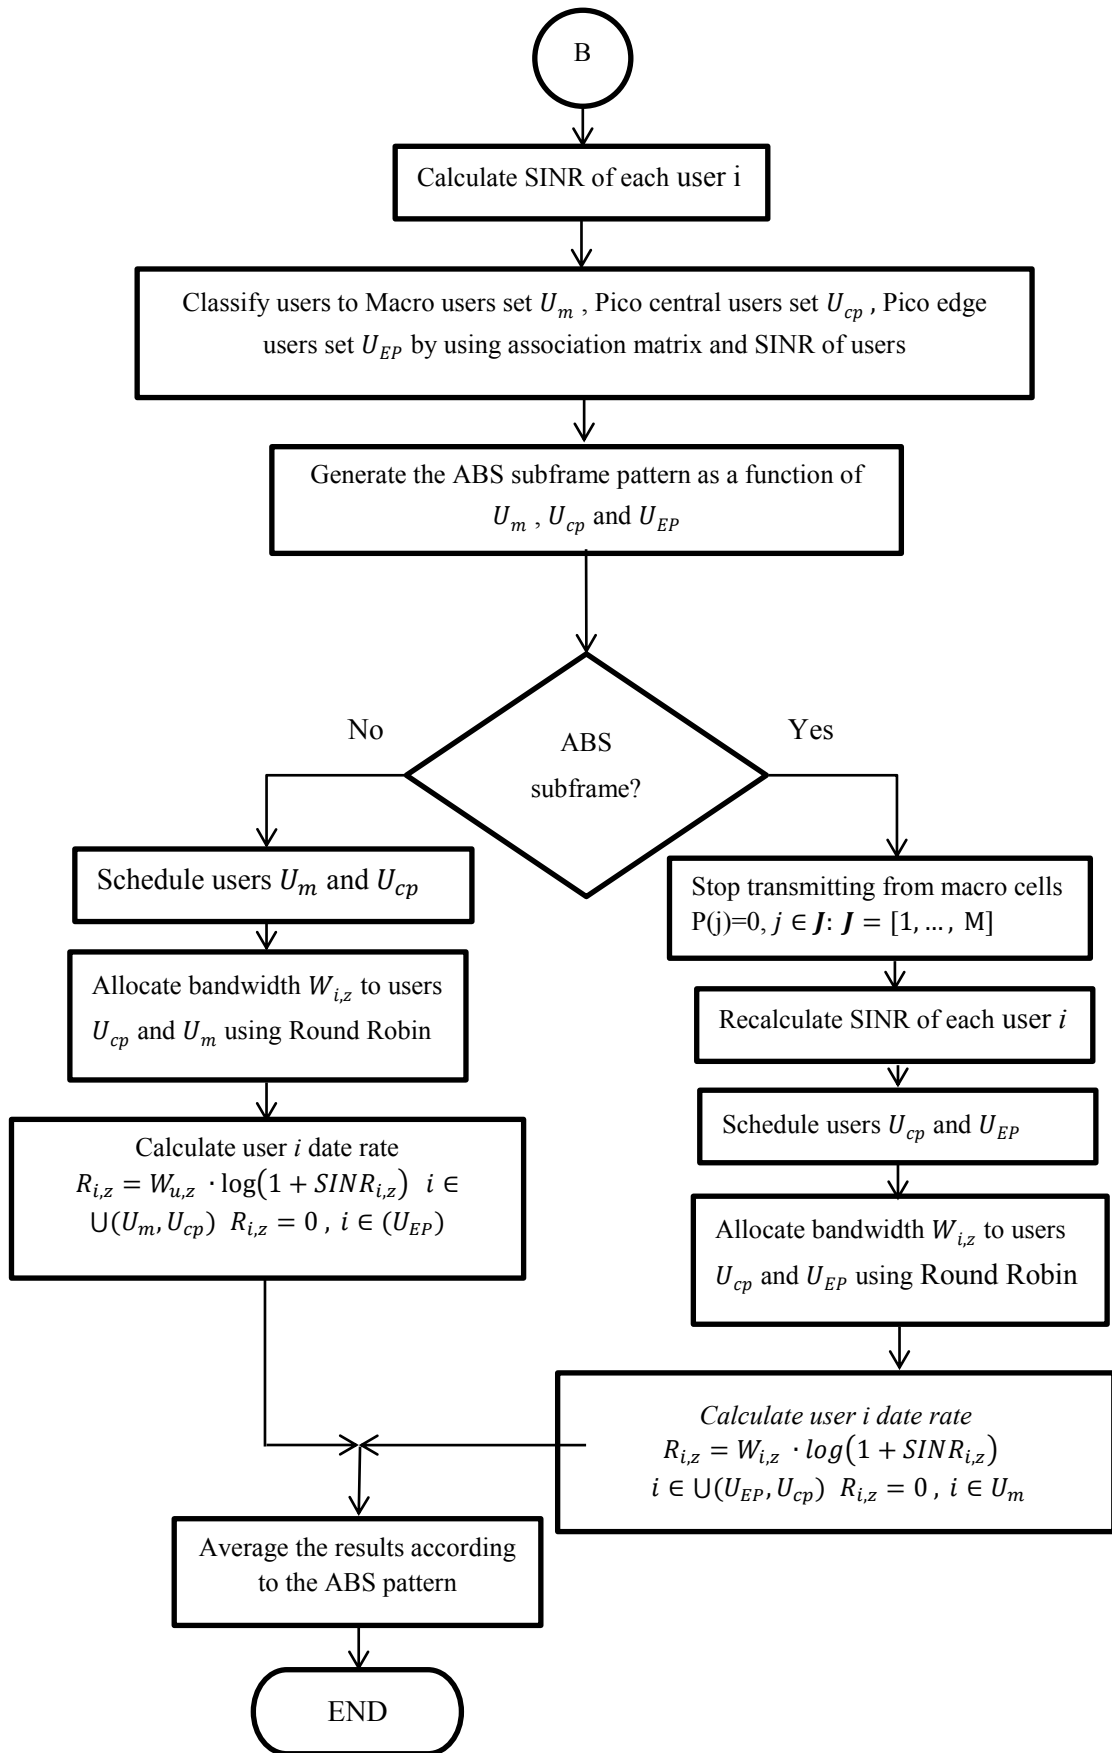 B
Calculate SINR of each user i
Classify users to Macro users set U_m , Pico central users set U_cp , Pico edge
users set U_EP by using association matrix and SINR of users
Generate the ABS subframe pattern as a function of
U_m , U_cp and U_EP
ABS
subframe?
No
Yes
Schedule users U_m and U_cp
Allocate bandwidth W_i,z to users
U_cp and U_m using Round Robin
Calculate user i date rate
R_i,z = W_u,z · log(1 + SINR_i,z) i ∈
∪(U_m, U_cp) R_i,z = 0 , i ∈ (U_EP)
Stop transmitting from macro cells
P(j)=0, j ∈ J: J = [1, … , M]
Recalculate SINR of each user i
Schedule users U_cp and U_EP
Allocate bandwidth W_i,z to users
U_cp and U_EP using Round Robin
Calculate user i date rate
R_i,z = W_i,z · log(1 + SINR_i,z)
i ∈ ∪(U_EP, U_cp) R_i,z = 0 , i ∈ U_m
Average the results according
to the ABS pattern
END